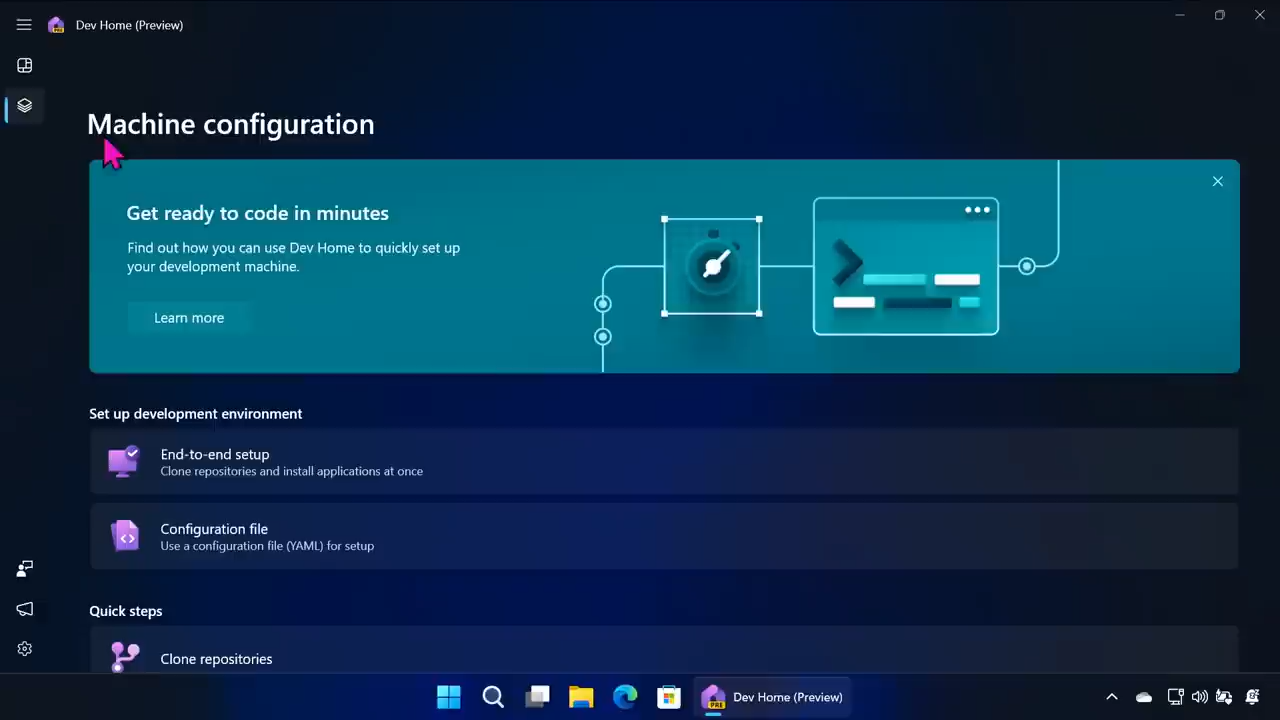 Dev Home (Preview)
Machine configuration
Get ready to code in minutes
Find out how you can use Dev Home to quickly set up
your development machine.
Learn more
Set up development environment
End-to-end setup
Clone repositories and install applications at once
Configuration file
Use a configuration file (YAML) for setup
Quick steps
Clone repositories
PRE
Dev Home (Preview)